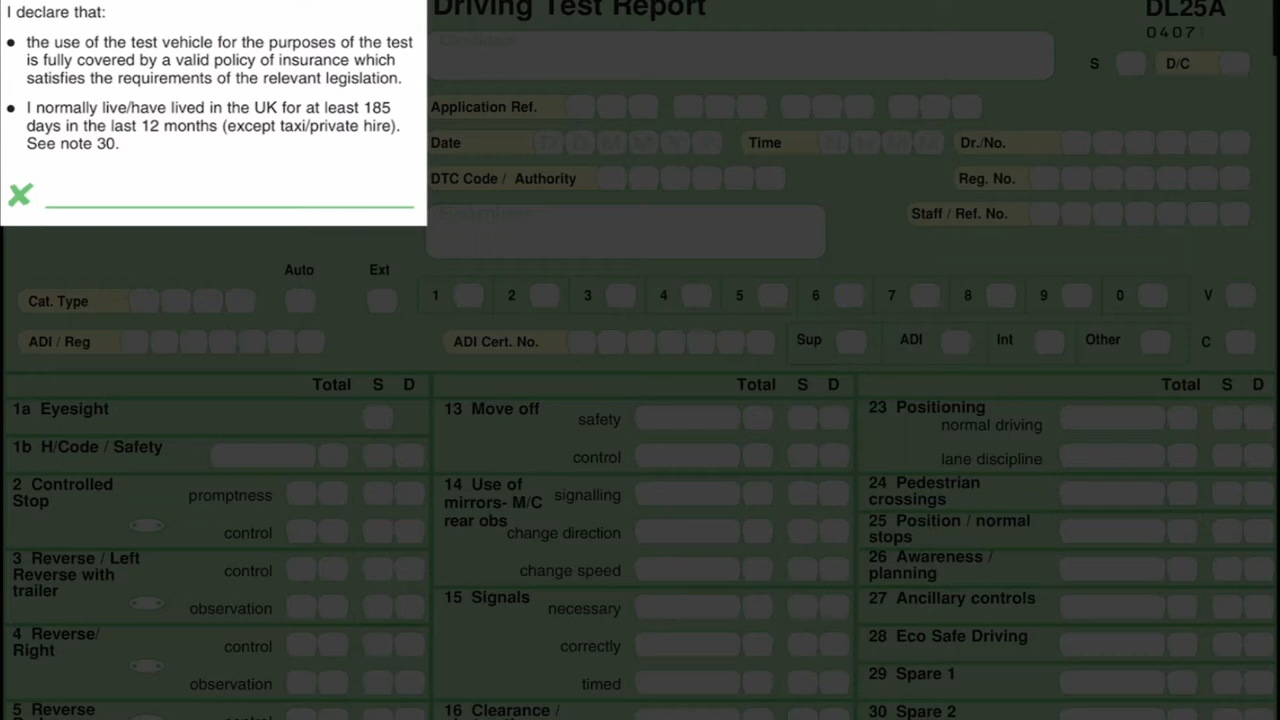 I declare that:
● the use of the test vehicle for the purposes of the test
is fully covered by a valid policy of insurance which
satisfies the requirements of the relevant legislation.
● I normally live/have lived in the UK for at least 185
days in the last 12 months (except taxi/private hire).
See note 30.
Driving Test Report
DL25A
0407
Candidate
S
D/C
Application Ref.
Date
D D M M Y Y
Time
H H M M
Dr./No.
DTC Code / Authority
Reg. No.
Examiner
Staff / Ref. No.
Auto
Ext
Cat. Type
1 2 3 4 5 6 7 8 9 0 V
ADI / Reg
ADI Cert. No.
Sup ADI Int Other C
Total S D
1a Eyesight
1b H/Code / Safety
2 Controlled
Stop
promptness
control
3 Reverse / Left
Reverse with
trailer
control
observation
4 Reverse/
Right
control
observation
5 Reverse
control
Total S D
13 Move off
safety
control
14 Use of
mirrors- M/C
rear obs
signalling
change direction
change speed
15 Signals
necessary
correctly
timed
16 Clearance /
Total S D
23 Positioning
normal driving
lane discipline
24 Pedestrian
crossings
25 Position / normal
stops
26 Awareness /
planning
27 Ancillary controls
28 Eco Safe Driving
29 Spare 1
30 Spare 2